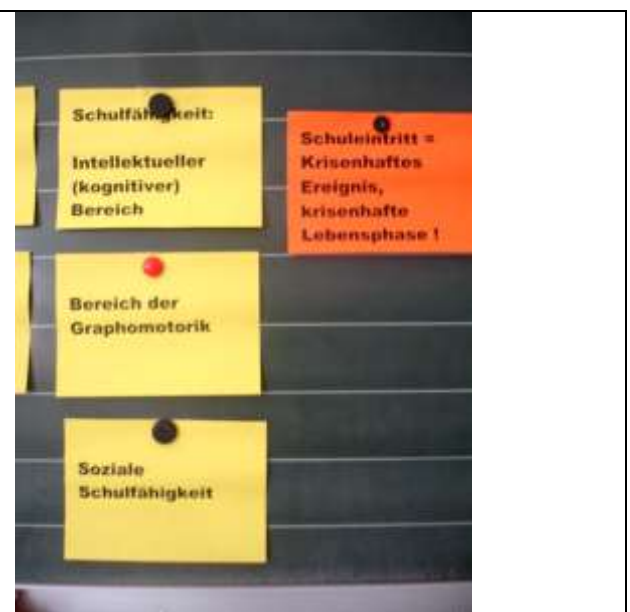 Schulfähigkeit:
Intellektueller
(kognitiver)
Bereich
Schuleintritt =
Krisenhaftes
Ereignis,
krisenhafte
Lebensphase !
Bereich der
Graphomotorik
Soziale
Schulfähigkeit